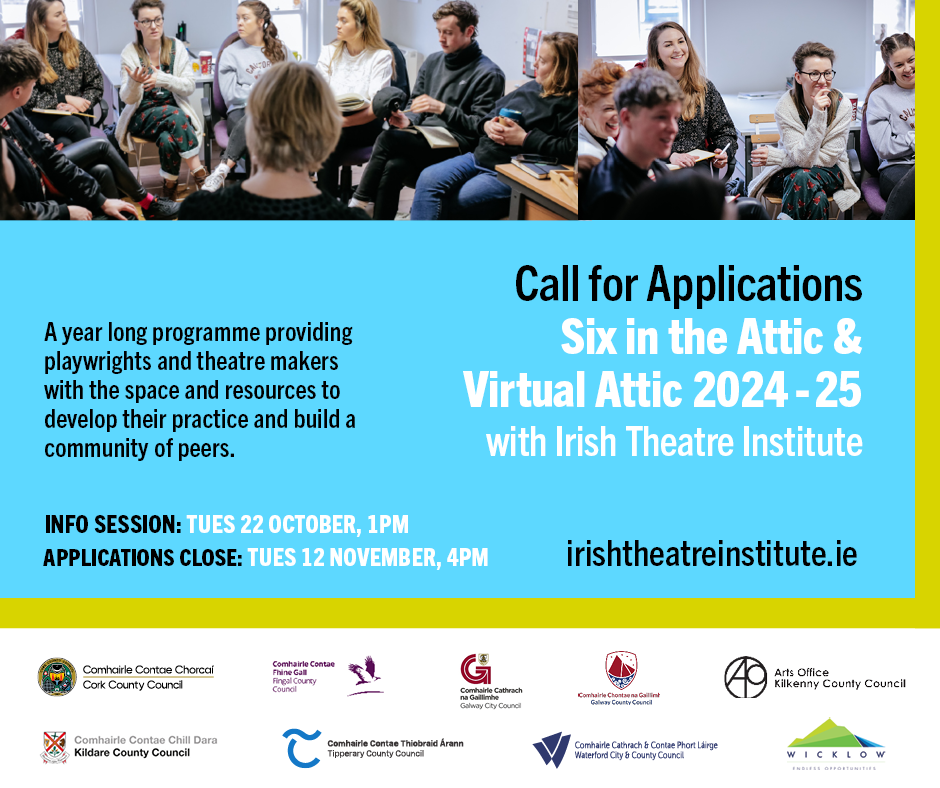 Call for Applications
Six in the Attic &
Virtual Attic 2024 - 25
with Irish Theatre Institute
A year long programme providing
playwrights and theatre makers
with the space and resources to
develop their practice and build a
community of peers.
INFO SESSION: TUES 22 OCTOBER, 1PM
APPLICATIONS CLOSE: TUES 12 NOVEMBER, 4PM
irishtheatreinstitute.ie
Comhairle Contae Chorcaí
Cork County Council
Comhairle Contae
Fhine Gall
Fingal County
Council
Comhairle Cathrach
na Gaillimhe
Galway City Council
Comhairle Chontae na Gaillimhe
Galway County Council
Arts Office
Kilkenny County Council
Comhairle Contae Chill Dara
Kildare County Council
Comhairle Contae Thiobraid Árann
Tipperary County Council
Comhairle Cathrach & Contae Phort Láirge
Waterford City & County Council
WICKLOW
ENDLESS OPPORTUNITIES